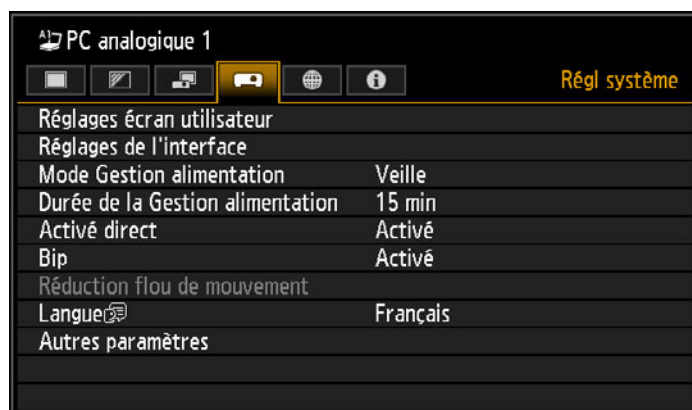 PC analogique 1
Régl système
Réglages écran utilisateur
Réglages de l'interface
Mode Gestion alimentation Veille
Durée de la Gestion alimentation 15 min
Activé direct Activé
Bip Activé
Réduction flou de mouvement
Langue Français
Autres paramètres